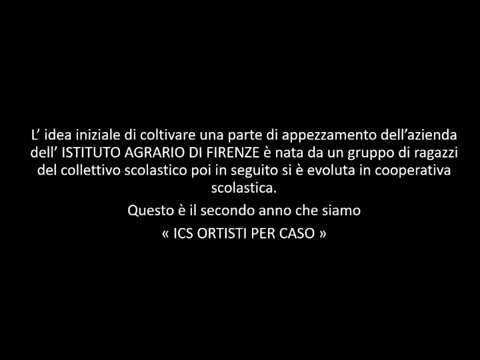 L’ idea iniziale di coltivare una parte di appezzamento dell’azienda
dell’ ISTITUTO AGRARIO DI FIRENZE è nata da un gruppo di ragazzi
del collettivo scolastico poi in seguito si è evoluta in cooperativa
scolastica.
Questo è il secondo anno che siamo
« ICS ORTISTI PER CASO »